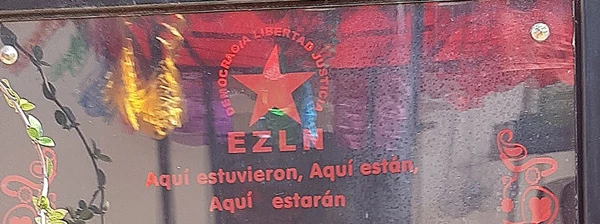 DEMOCRACIA LIBERTAD JUSTICIA
EZLN
Aquí estuvieron, Aquí están,
Aquí estarán